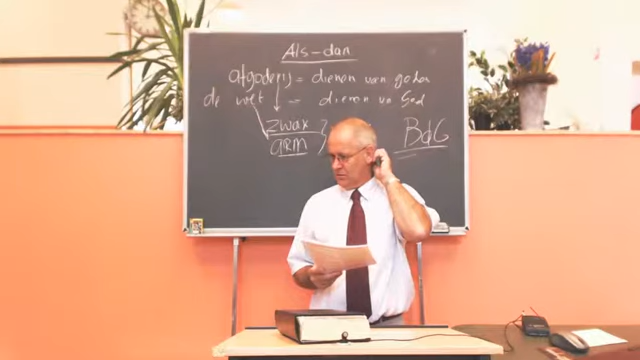 Als-dan
afgoderij = dienen van goden
de wet = dienen van God
zwak
arm
BdG